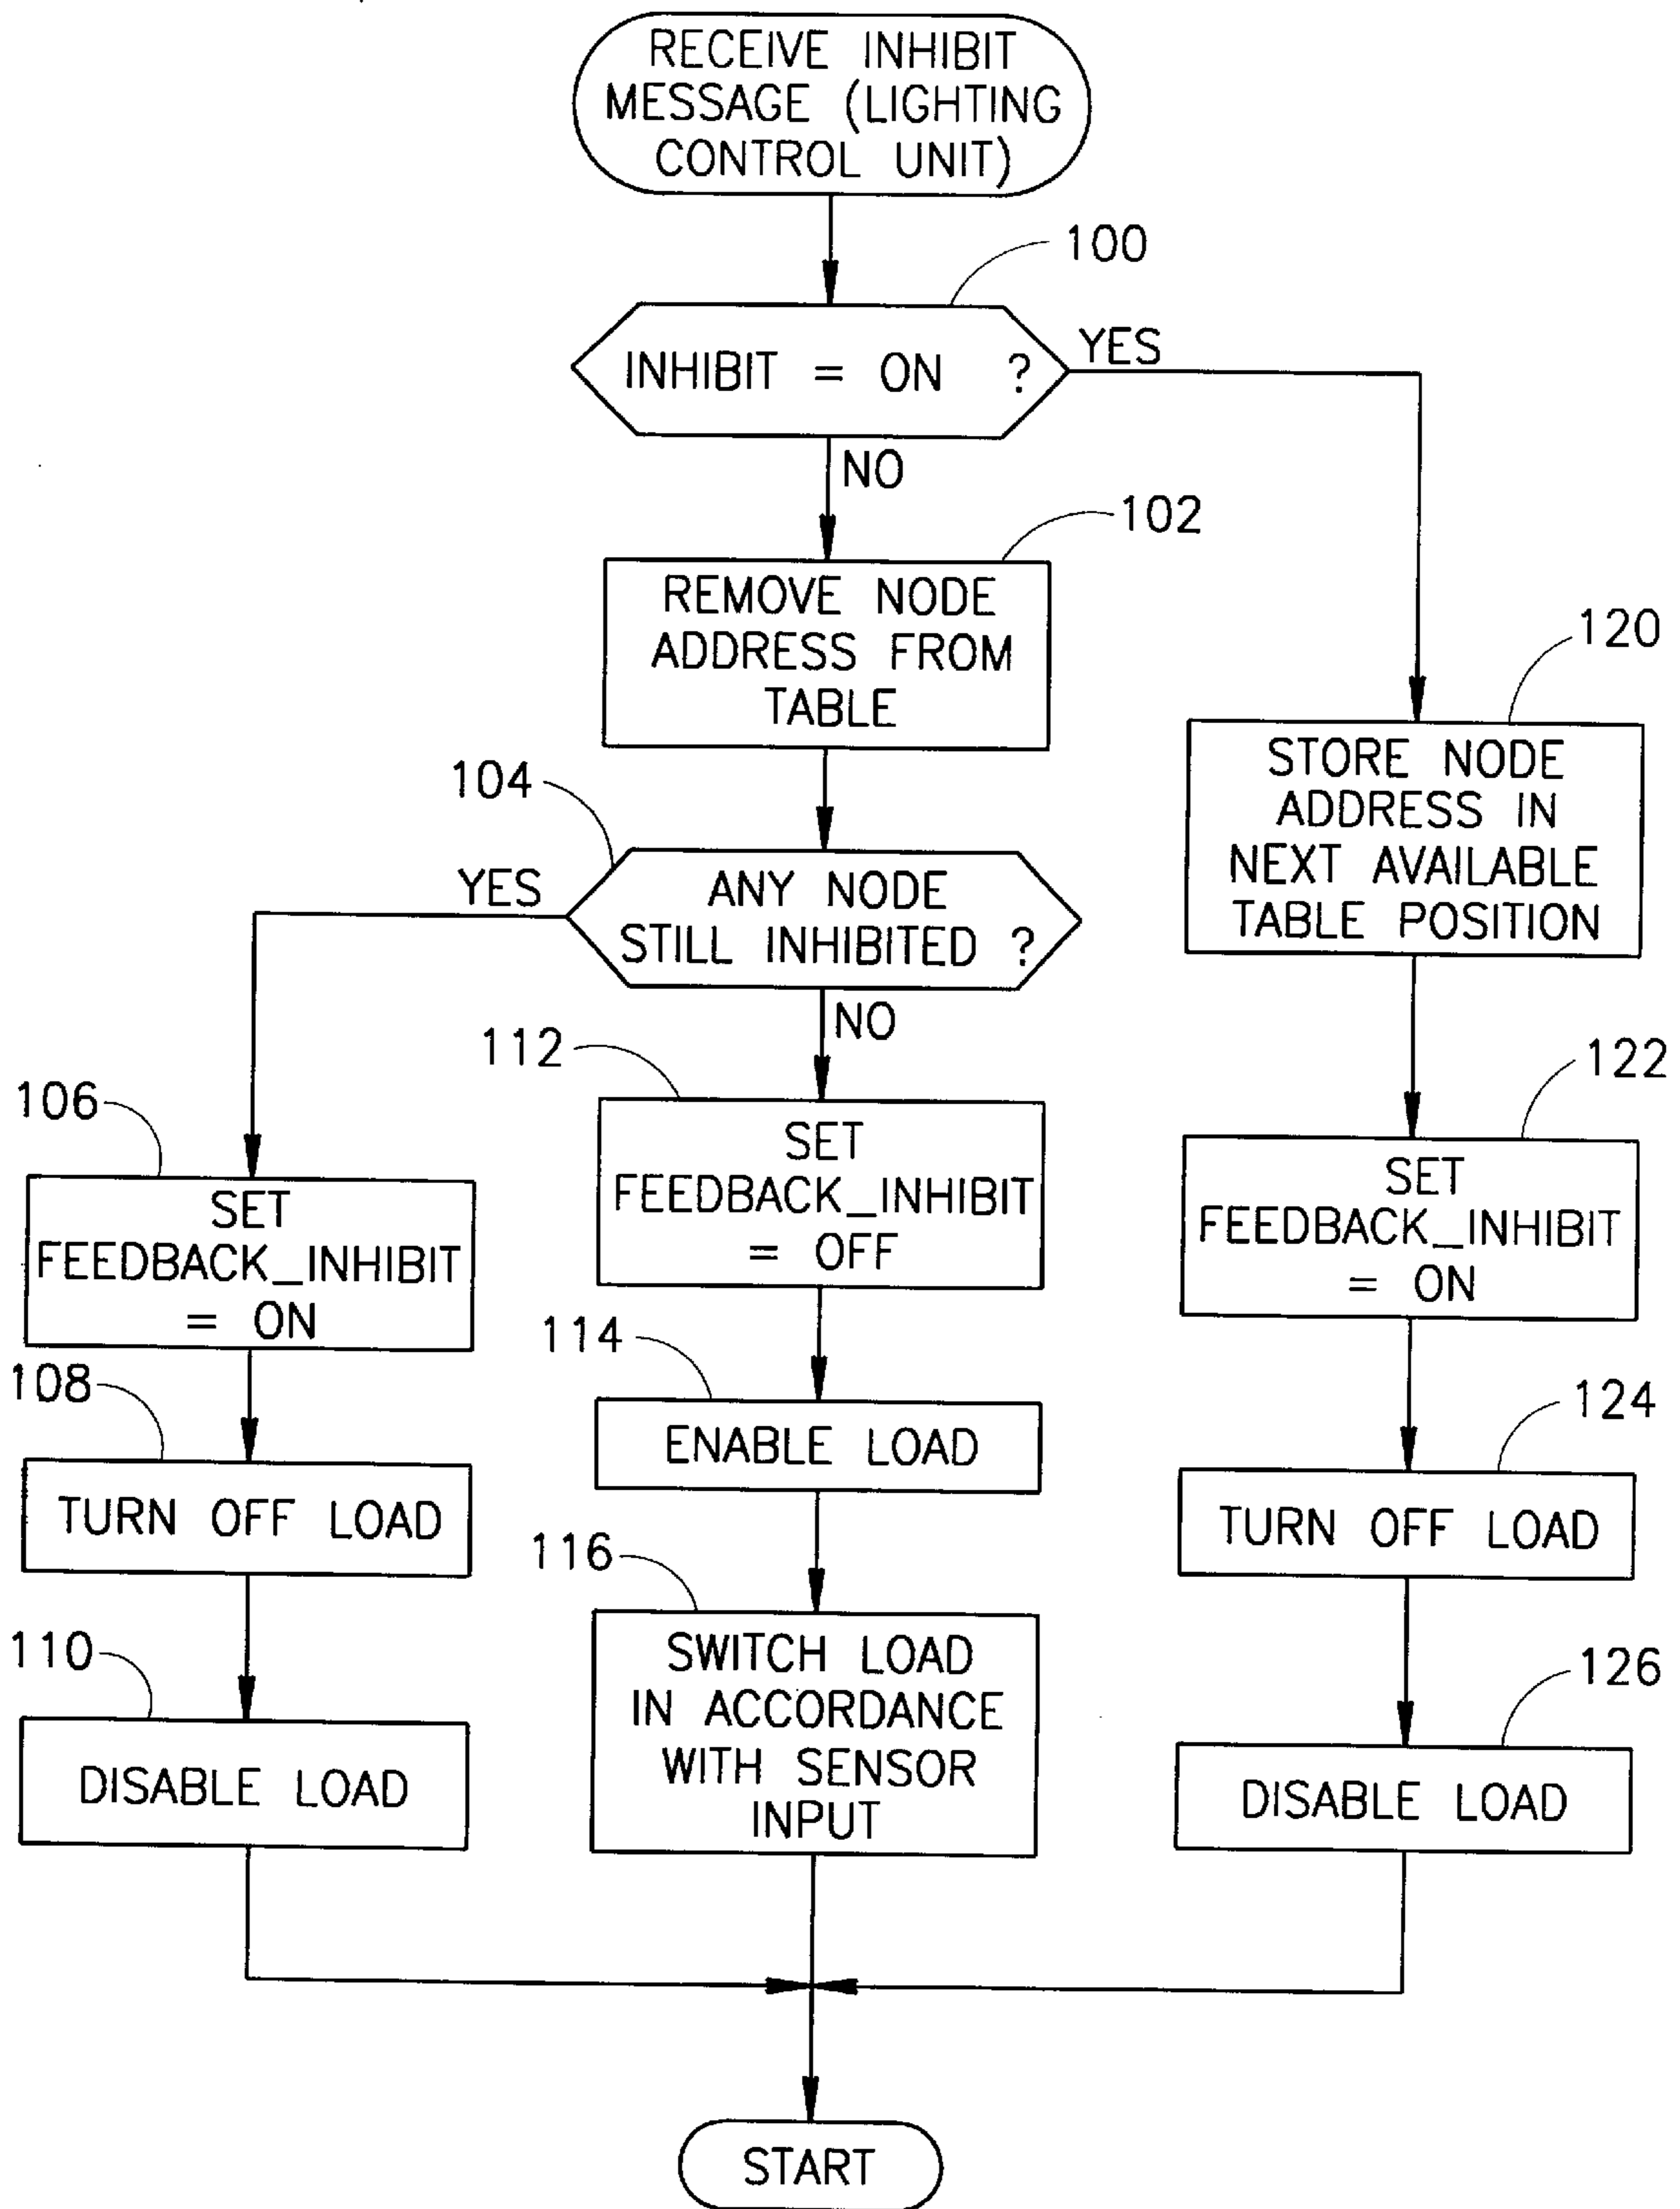 RECEIVE INHIBIT
MESSAGE (LIGHTING
CONTROL UNIT)
100
INHIBIT = ON ?
YES
NO
102
REMOVE NODE
ADDRESS FROM
TABLE
120
STORE NODE
ADDRESS IN
NEXT AVAILABLE
TABLE POSITION
104
YES
ANY NODE
STILL INHIBITED ?
NO
106
SET
FEEDBACK_INHIBIT
= ON
112
SET
FEEDBACK_INHIBIT
= OFF
122
SET
FEEDBACK_INHIBIT
= ON
108
TURN OFF LOAD
114
ENABLE LOAD
124
TURN OFF LOAD
110
DISABLE LOAD
116
SWITCH LOAD
IN ACCORDANCE
WITH SENSOR
INPUT
126
DISABLE LOAD
START